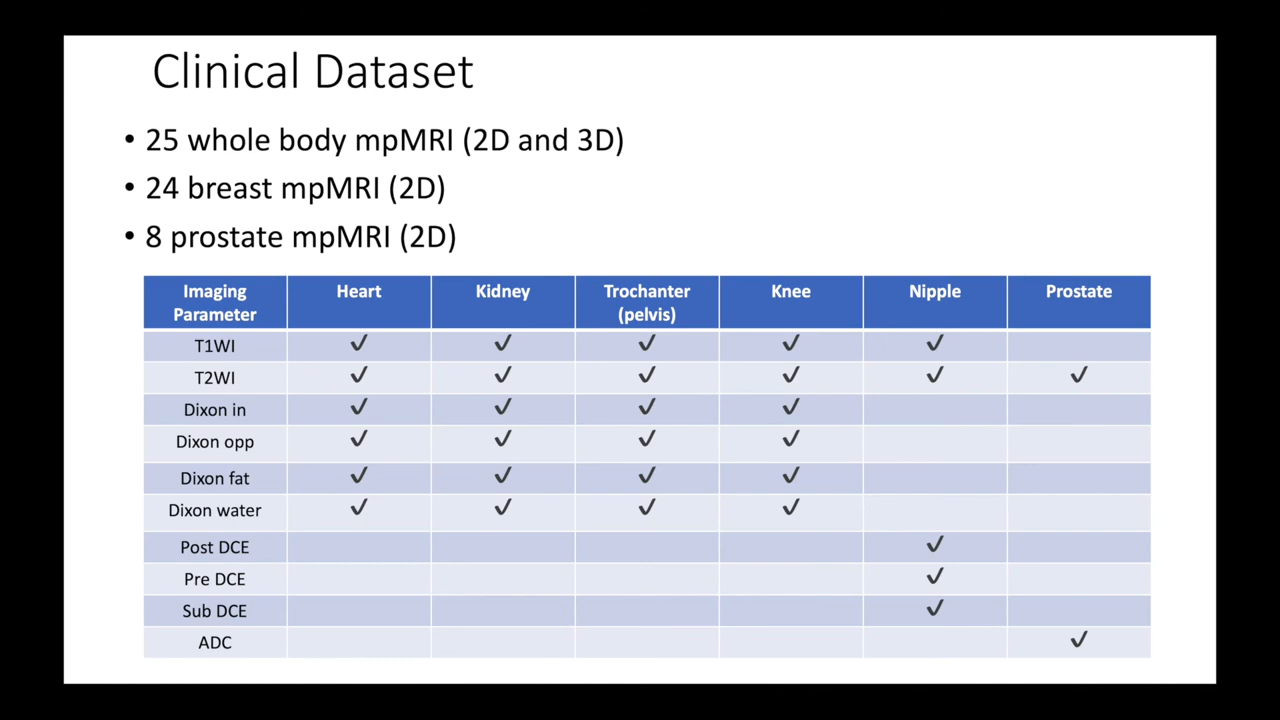 Clinical Dataset
• 25 whole body mpMRI (2D and 3D)
• 24 breast mpMRI (2D)
• 8 prostate mpMRI (2D)
Imaging Parameter Heart Kidney Trochanter (pelvis) Knee Nipple Prostate
T1WI ✓ ✓ ✓ ✓ ✓
T2WI ✓ ✓ ✓ ✓ ✓ ✓
Dixon in ✓ ✓ ✓ ✓
Dixon opp ✓ ✓ ✓ ✓
Dixon fat ✓ ✓ ✓ ✓
Dixon water ✓ ✓ ✓ ✓
Post DCE ✓
Pre DCE ✓
Sub DCE ✓
ADC ✓